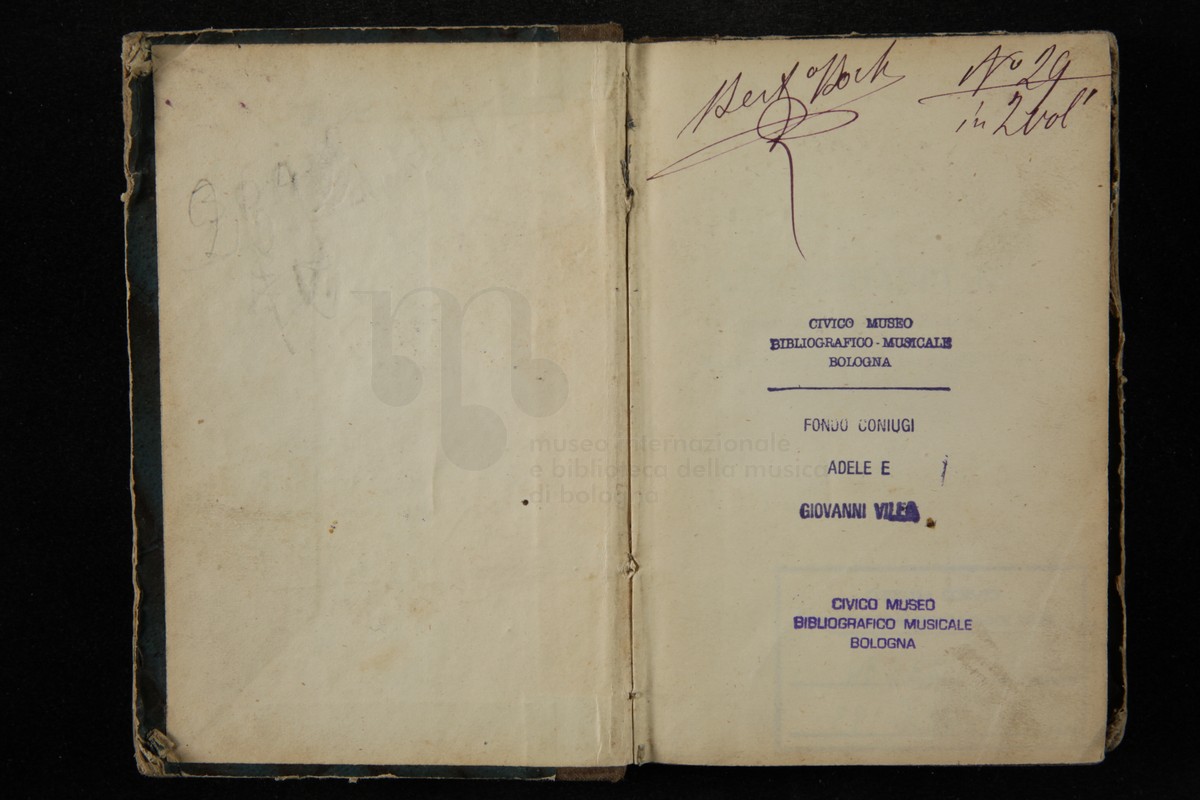 Nº 29
in 2 vol
CIVICO MUSEO
BIBLIOGRAFICO - MUSICALE
BOLOGNA
FONDO CONIUGI
ADELE E
GIOVANNI
CIVICO MUSEO
BIBLIOGRAFICO MUSICALE
BOLOGNA
museo internazionale
e biblioteca della musica
di bologna